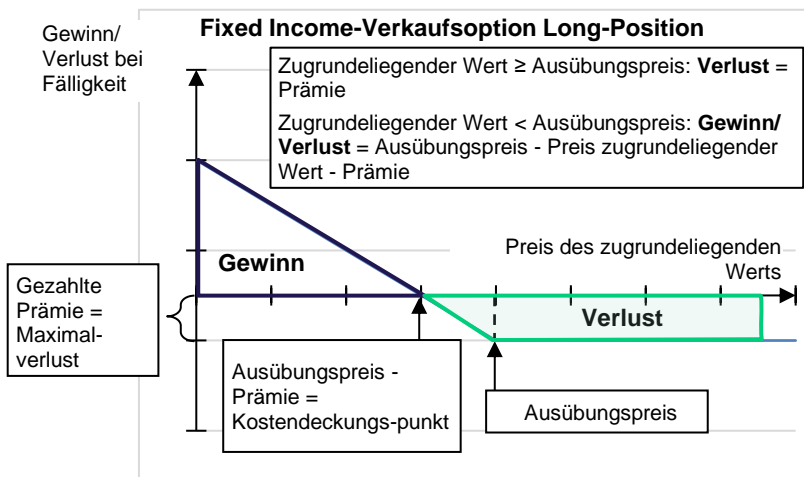 Gewinn/
Verlust bei
Fälligkeit
Fixed Income-Verkaufsoption Long-Position
Zugrundeliegender Wert ≥ Ausübungspreis: Verlust =
Prämie
Zugrundeliegender Wert < Ausübungspreis: Gewinn/
Verlust = Ausübungspreis - Preis zugrundeliegender
Wert - Prämie
Gewinn
Preis des zugrundeliegenden
Werts
Gezahlte
Prämie =
Maximal-
verlust
Verlust
Ausübungspreis -
Prämie =
Kostendeckungs-punkt
Ausübungspreis